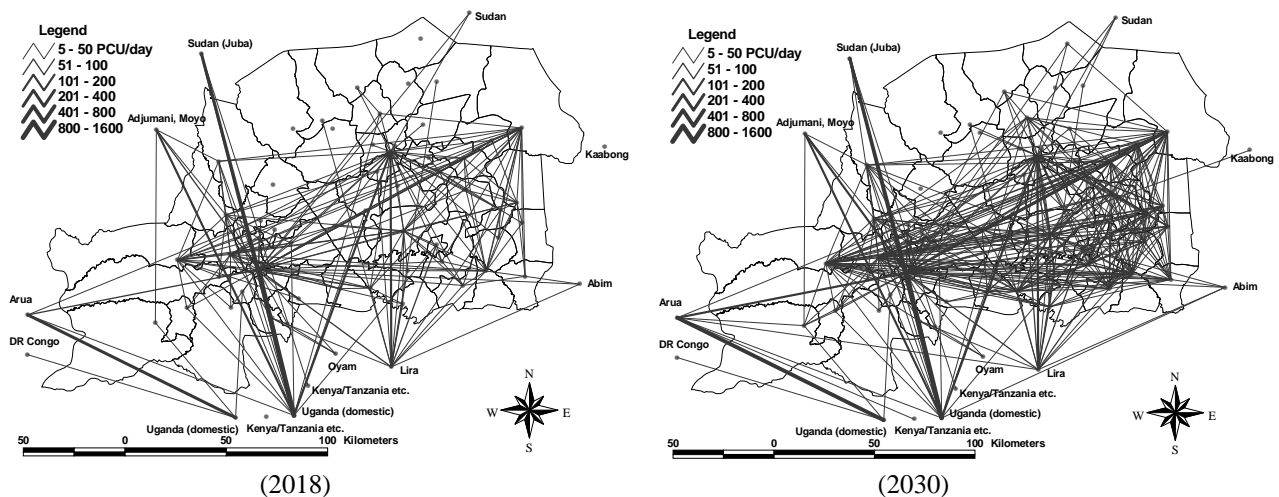 Legend
5 - 50 PCU/day
51 - 100
101 - 200
201 - 400
401 - 800
800 - 1600
Sudan
Sudan (Juba)
Adjumani, Moyo
Kaabong
Abim
Arua
DR Congo
Oyam
Lira
Kenya/Tanzania etc.
Uganda (domestic)
Uganda (domestic)
Kenya/Tanzania etc.
N
W
E
S
50 0 50 100 Kilometers
(2018)
Legend
5 - 50 PCU/day
51 - 100
101 - 200
201 - 400
401 - 800
800 - 1600
Sudan
Sudan (Juba)
Adjumani, Moyo
Kaabong
Abim
Arua
DR Congo
Oyam
Lira
Kenya/Tanzania etc.
Uganda (domestic)
Uganda (domestic)
Kenya/Tanzania etc.
N
W
E
S
50 0 50 100 Kilometers
(2030)